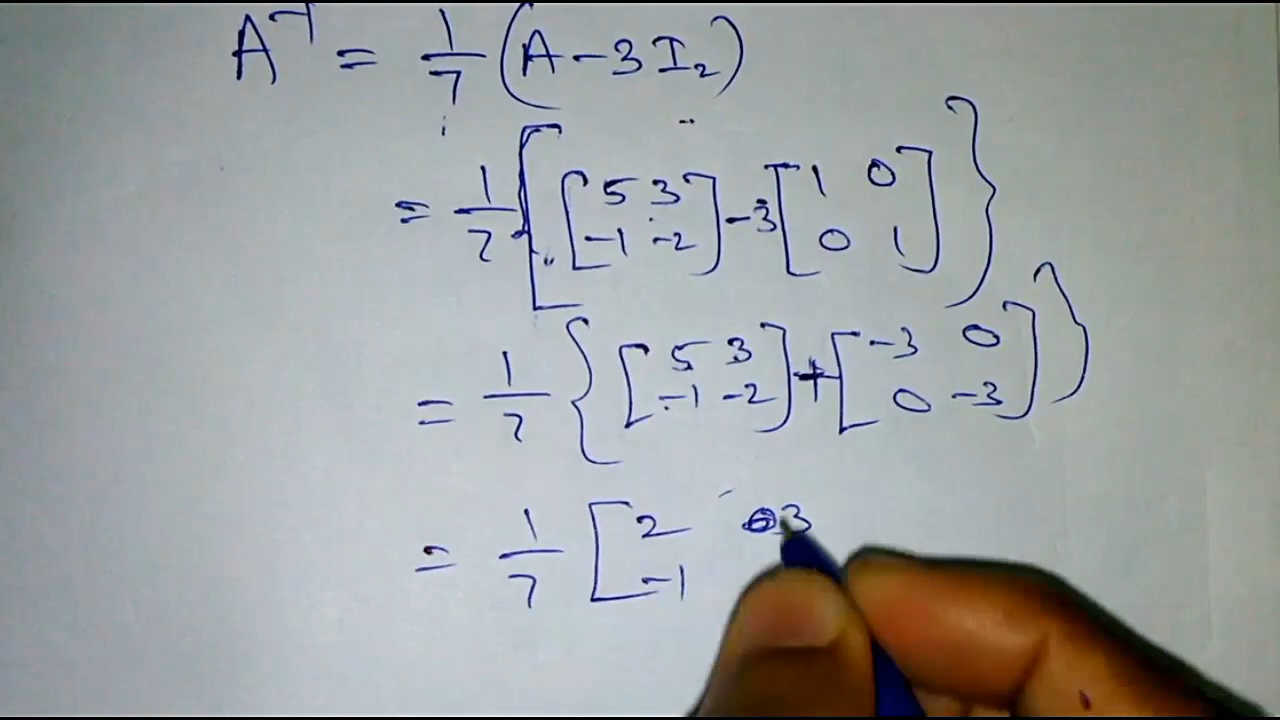 A⁻¹ = 1/7 (A - 3I₂)
= 1/7 { [5 3; -1 -2] - 3 [1 0; 0 1] }
= 1/7 { [5 3; -1 -2] + [-3 0; 0 -3] }
= 1/7 [2 3; -1